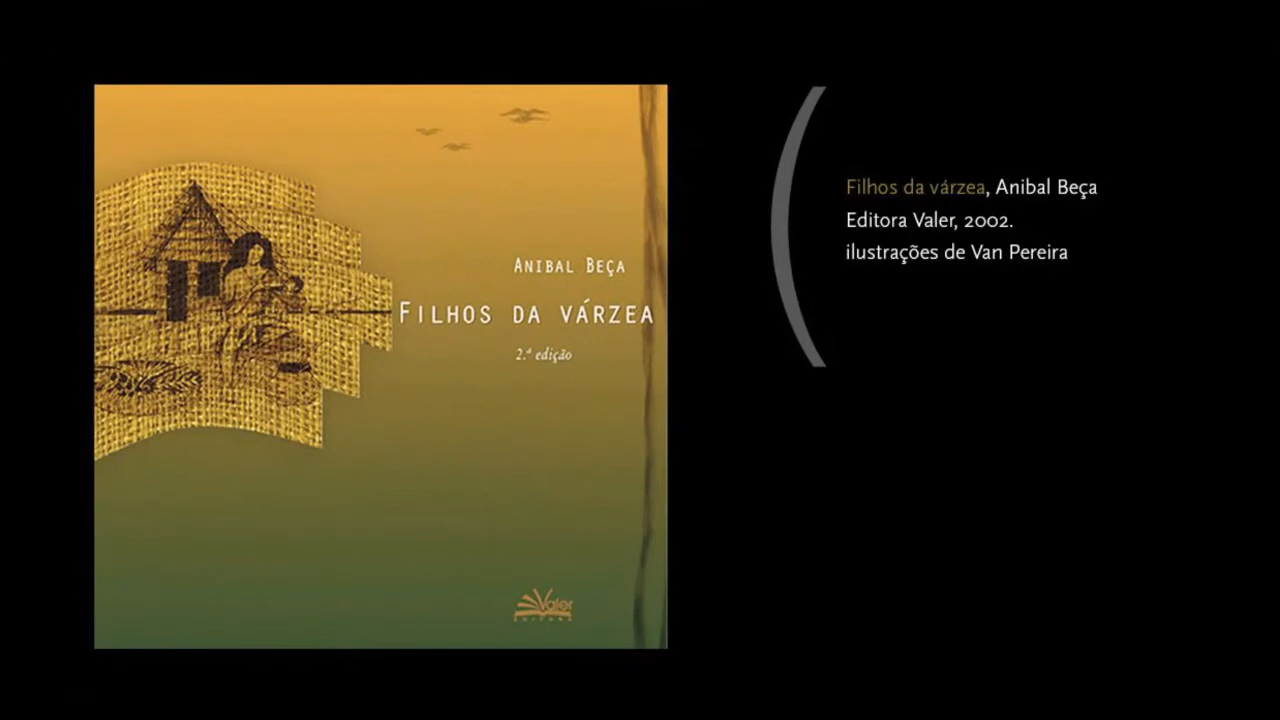 ANIBAL BEÇA
FILHOS DA VÁRZEA
2.ª edição
Valer
EDITORA
Filhos da várzea, Anibal Beça
Editora Valer, 2002.
ilustrações de Van Pereira